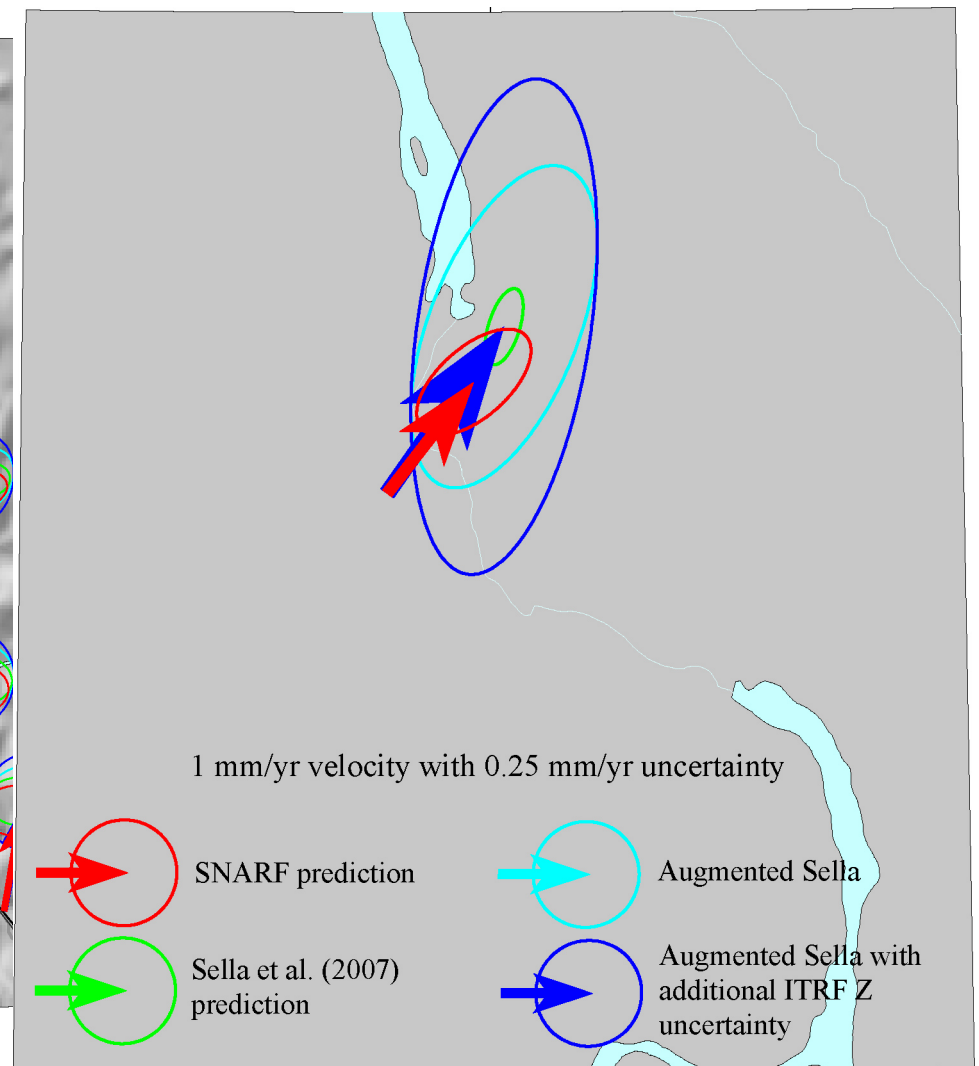 1 mm/yr velocity with 0.25 mm/yr uncertainty
SNARF prediction
Augmented Sella
Sella et al. (2007)
prediction
Augmented Sella with
additional ITRF Z
uncertainty